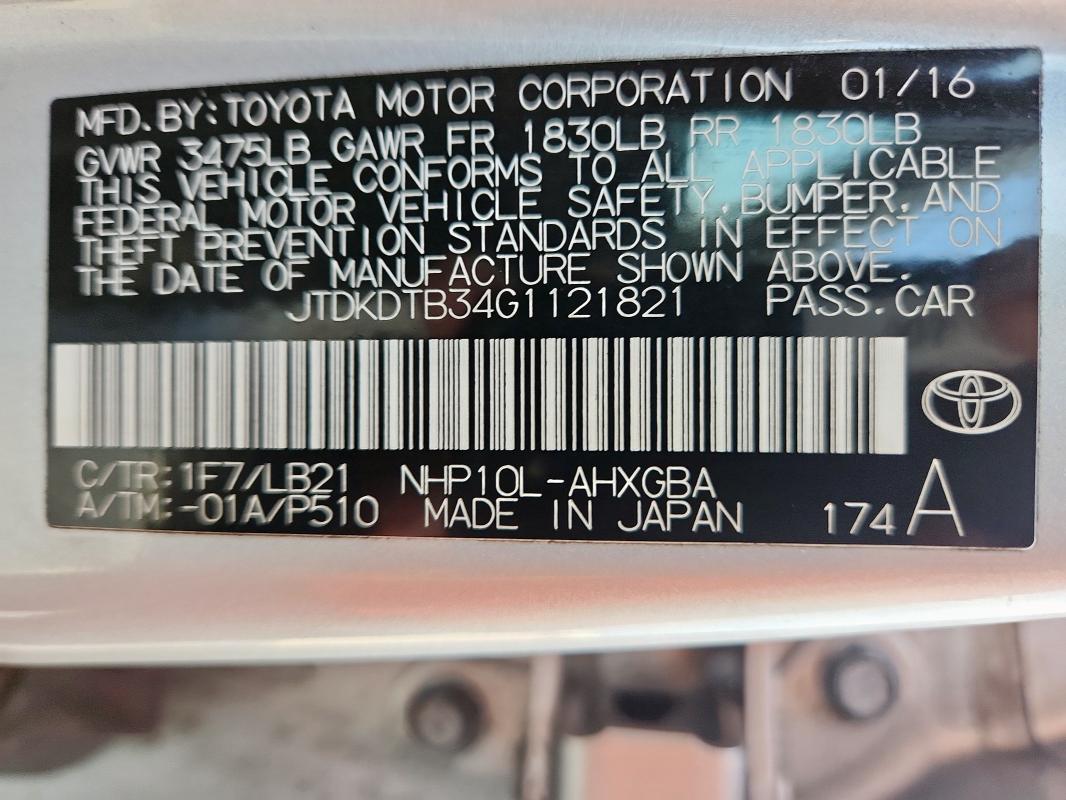 MFD. BY: TOYOTA MOTOR CORPORATION 01/16
GVWR 3475LB GAWR FR 1830LB RR 1830LB
THIS VEHICLE CONFORMS TO ALL APPLICABLE
FEDERAL MOTOR VEHICLE SAFETY, BUMPER, AND
THEFT PREVENTION STANDARDS IN EFFECT ON
THE DATE OF MANUFACTURE SHOWN ABOVE.
JTDKDTB34G1121821 PASS. CAR
C/TR: 1F7/LB21 NHP10L-AHXGBA
A/TM: -01A/P510 MADE IN JAPAN 174 A